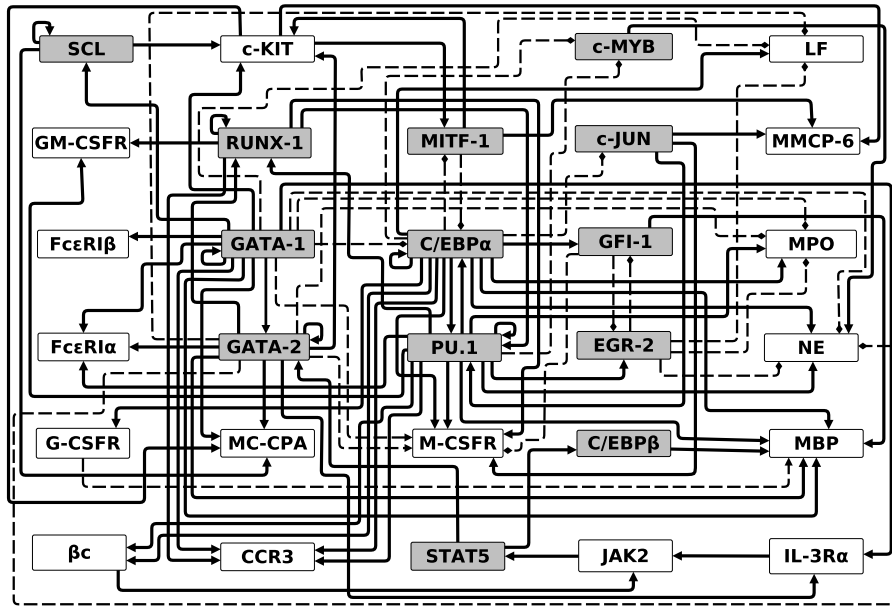 SCL
c-KIT
c-MYB
LF
GM-CSFR
RUNX-1
MITF-1
c-JUN
MMCP-6
FcεRIβ
GATA-1
C/EBPα
GFI-1
MPO
FcεRIα
GATA-2
PU.1
EGR-2
NE
G-CSFR
MC-CPA
M-CSFR
C/EBPβ
MBP
βc
CCR3
STAT5
JAK2
IL-3Rα